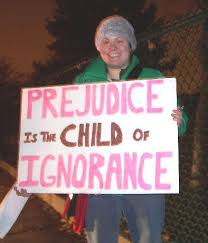 PREJUDICE
IS THE CHILD OF
IGNORANCE